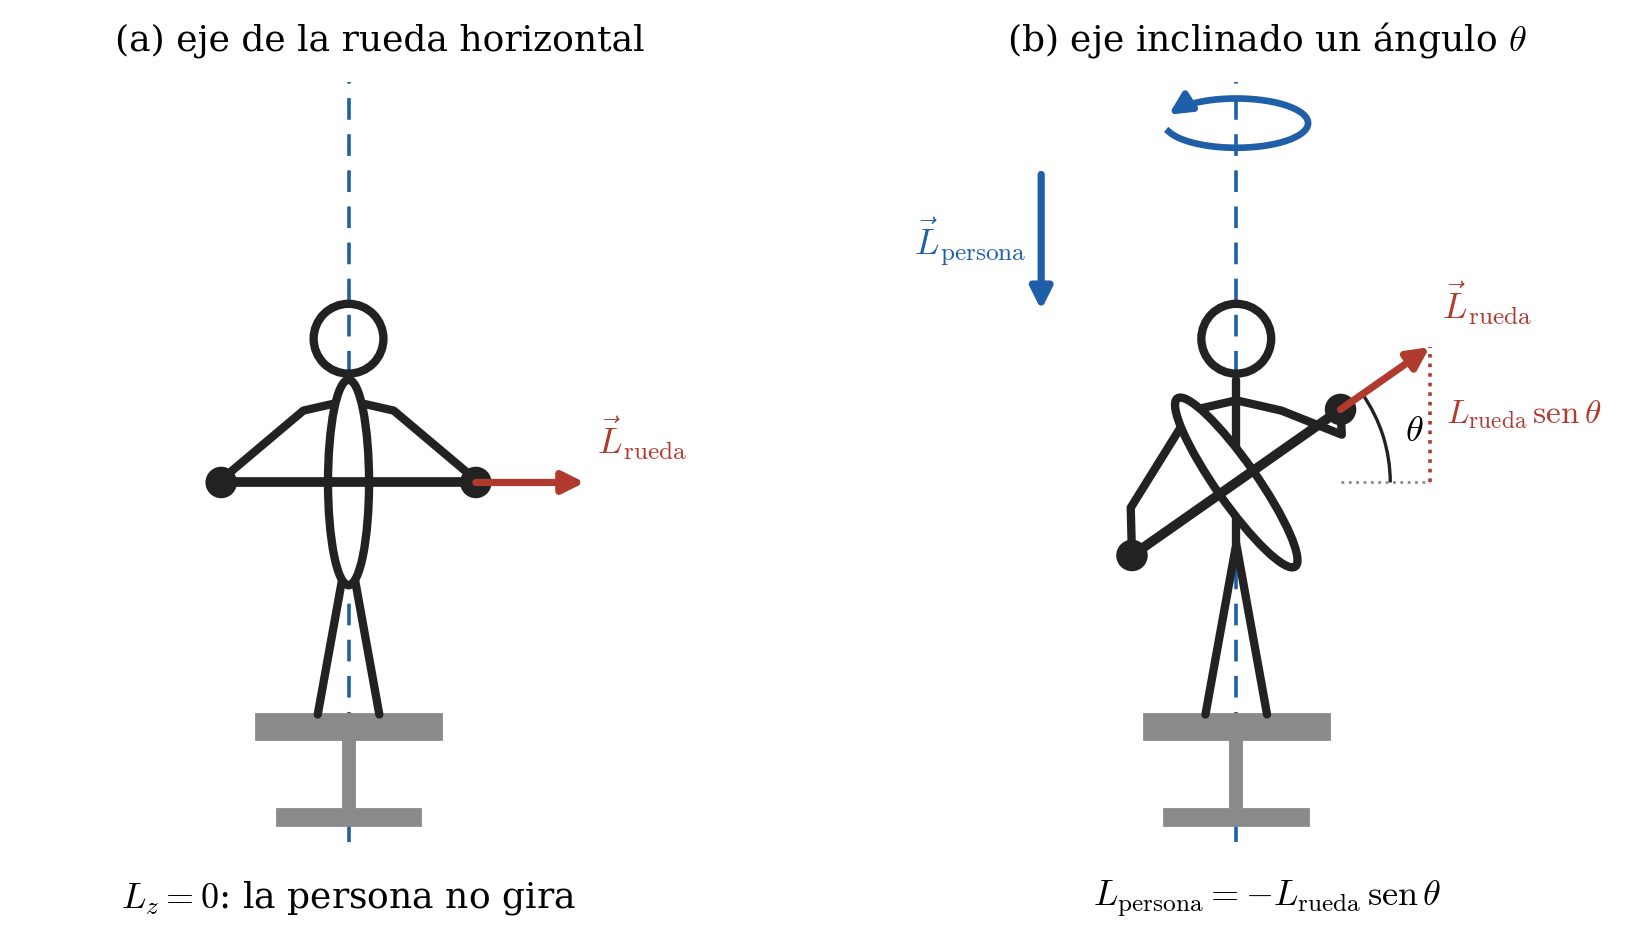 (a) eje de la rueda horizontal
(b) eje inclinado un ángulo θ
L⃗persona
L⃗rueda
L⃗rueda
θ
Lrueda sen θ
Lz = 0: la persona no gira
Lpersona = −Lrueda sen θ